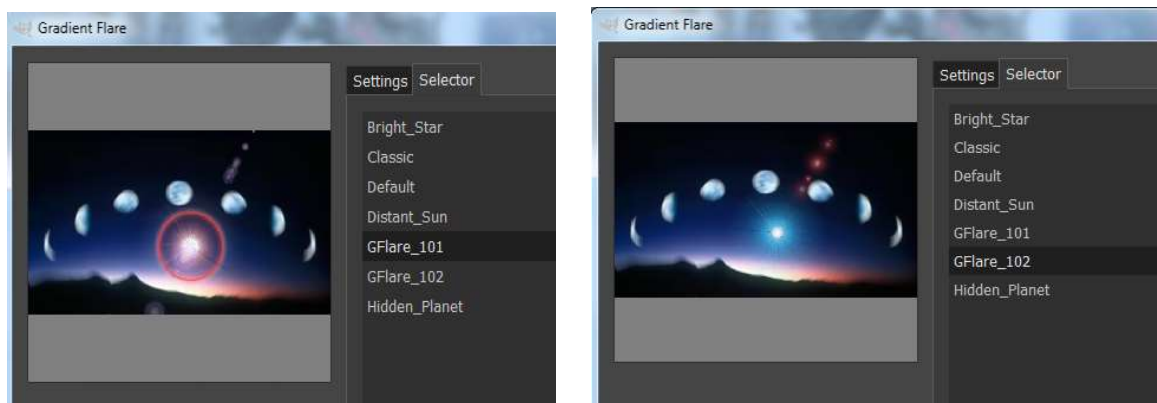 Gradient Flare
Settings Selector
Bright_Star
Classic
Default
Distant_Sun
GFlare_101
GFlare_102
Hidden_Planet
Gradient Flare
Settings Selector
Bright_Star
Classic
Default
Distant_Sun
GFlare_101
GFlare_102
Hidden_Planet